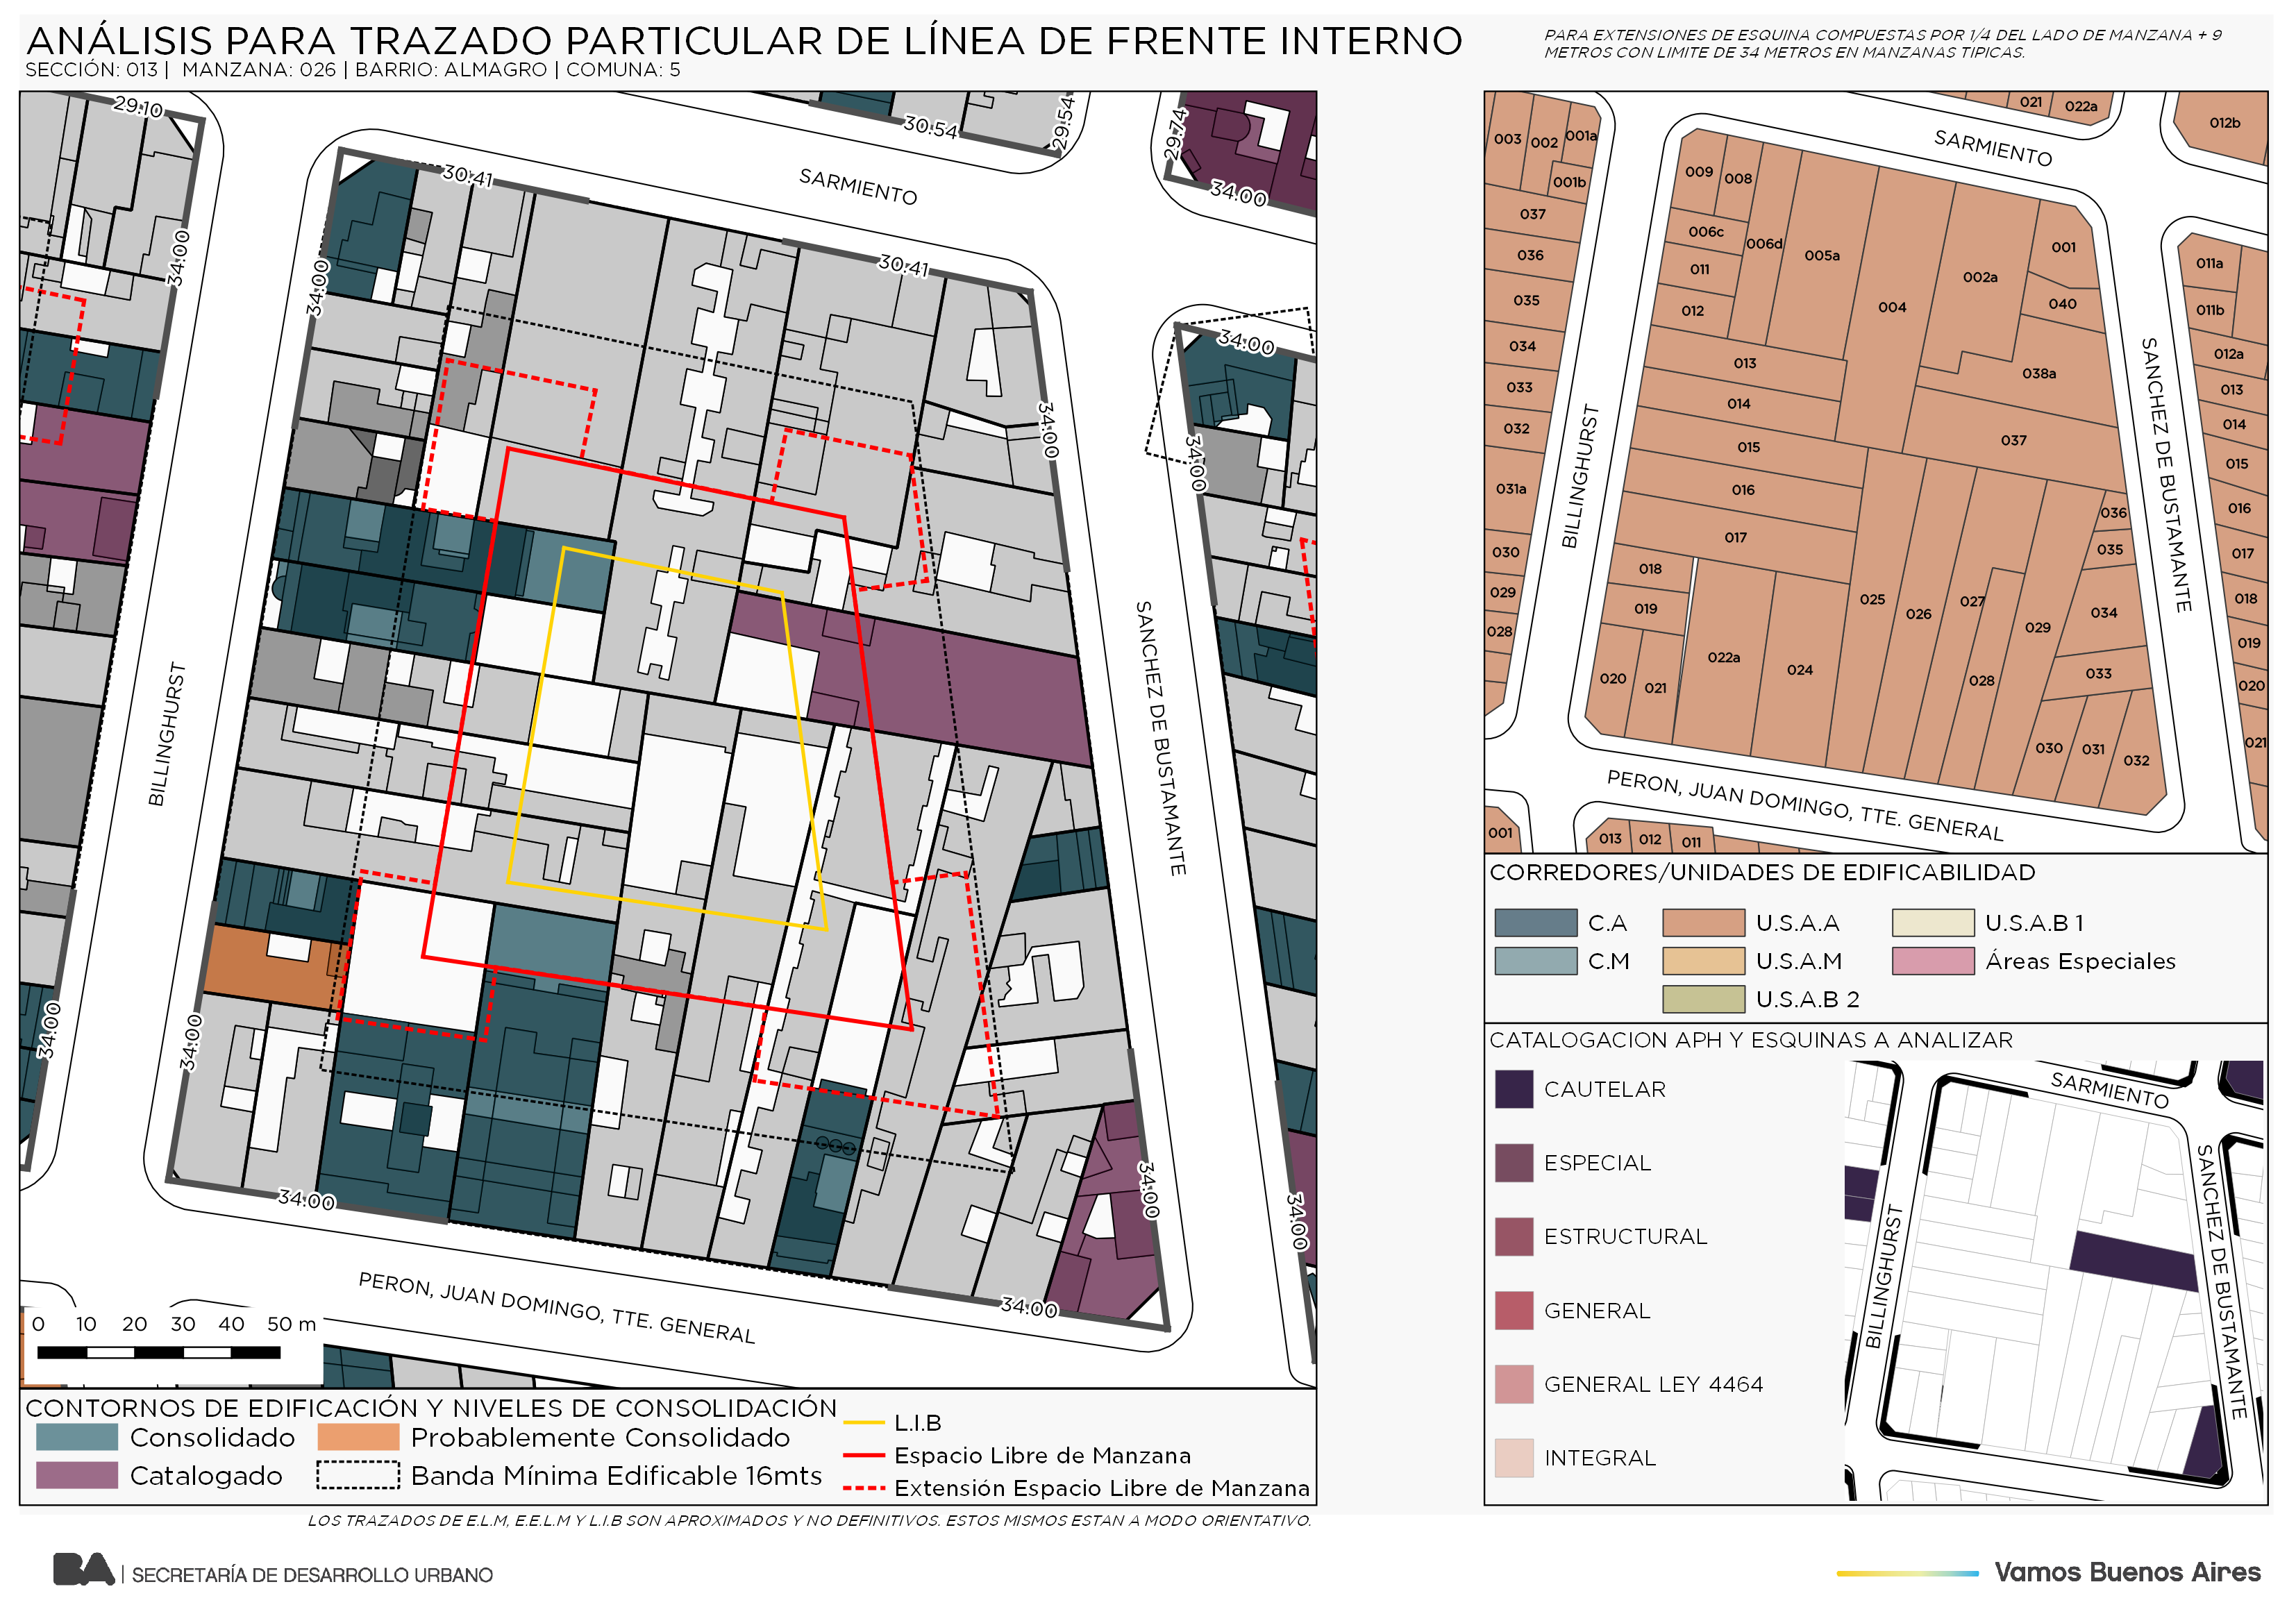 ANÁLISIS PARA TRAZADO PARTICULAR DE LÍNEA DE FRENTE INTERNO
SECCIÓN: 013 | MANZANA: 026 | BARRIO: ALMAGRO | COMUNA: 5
PARA EXTENSIONES DE ESQUINA COMPUESTAS POR 1/4 DEL LADO DE MANZANA + 9
METROS CON LIMITE DE 34 METROS EN MANZANAS TIPICAS.
29.10
30.54
29.54
29.74
34.00
34.00
30.41
SARMIENTO
30.41
34.00
34.00
34.00
34.00
BILLINGHURST
SANCHEZ DE BUSTAMANTE
34.00
34.00
34.00
34.00
34.00
34.00
PERON, JUAN DOMINGO, TTE. GENERAL
0 10 20 30 40 50 m
CONTORNOS DE EDIFICACIÓN Y NIVELES DE CONSOLIDACIÓN
Consolidado
Probablemente Consolidado
Catalogado
Banda Mínima Edificable 16mts
L.I.B
Espacio Libre de Manzana
Extensión Espacio Libre de Manzana
LOS TRAZADOS DE E.L.M, E.E.L.M Y L.I.B SON APROXIMADOS Y NO DEFINITIVOS. ESTOS MISMOS ESTAN A MODO ORIENTATIVO.
021 022a
012b
003 002 001a
001b
037
036
035
034
033
032
031a
030
029
028
SARMIENTO
009 008
006c 006d
005a
011
012
004
002a
001
040
038a
013
014
015
016
017
037
036
035
034
033
018
019
020 021
022a
024
025
026
027
028
029
030 031 032
011a
011b
012a
013
014
015
016
017
018
019
020
021
BILLINGHURST
SANCHEZ DE BUSTAMANTE
PERON, JUAN DOMINGO, TTE. GENERAL
001
013 012 011
CORREDORES/UNIDADES DE EDIFICABILIDAD
C.A
U.S.A.A
U.S.A.B 1
C.M
U.S.A.M
Áreas Especiales
U.S.A.B 2
CATALOGACION APH Y ESQUINAS A ANALIZAR
CAUTELAR
ESPECIAL
ESTRUCTURAL
GENERAL
GENERAL LEY 4464
INTEGRAL
SARMIENTO
BILLINGHURST
SANCHEZ DE BUSTAMANTE
BA | SECRETARÍA DE DESARROLLO URBANO
Vamos Buenos Aires